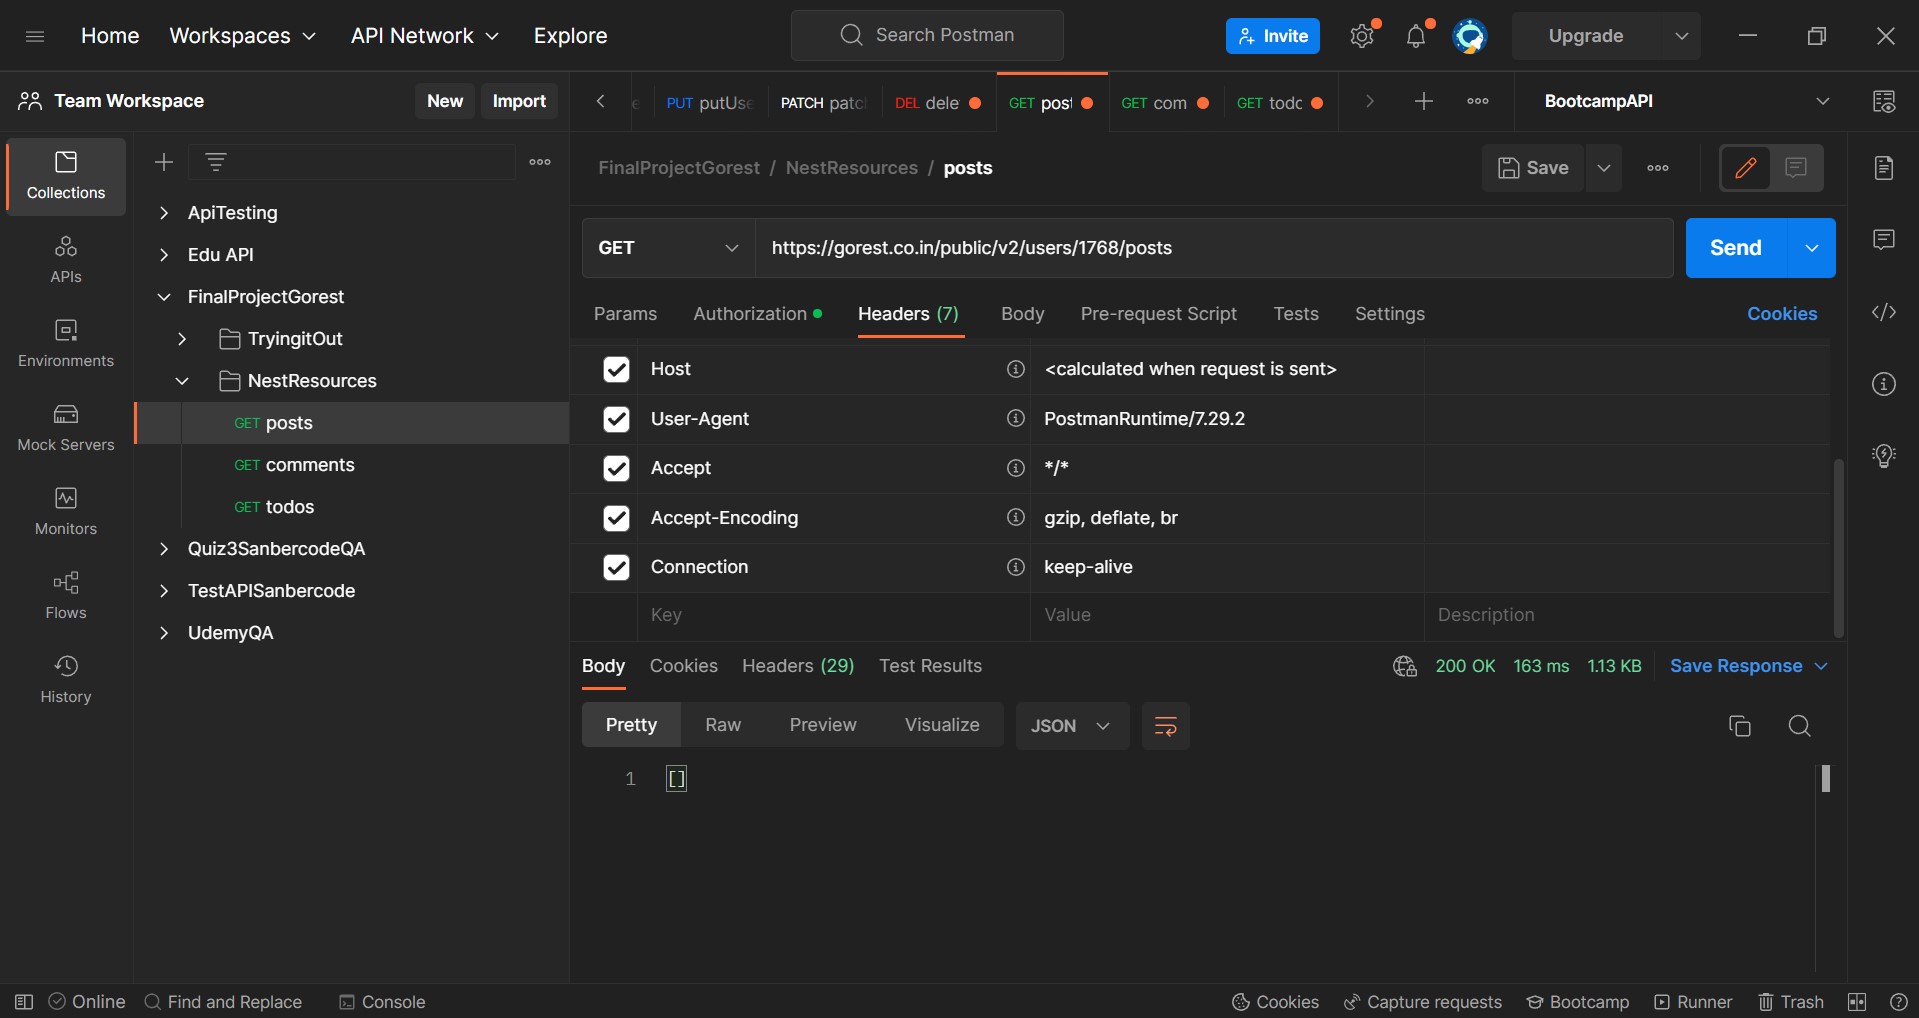 Home Workspaces API Network Explore Search Postman Invite Upgrade
Team Workspace New Import
PUT putUse PATCH patc DEL dele GET post GET com GET todo BootcampAPI
Collections
APIs
Environments
Mock Servers
Monitors
Flows
History
ApiTesting
Edu API
FinalProjectGorest
TryingitOut
NestResources
GET posts
GET comments
GET todos
Quiz3SanbercodeQA
TestAPISanbercode
UdemyQA
FinalProjectGorest / NestResources / posts Save
GET https://gorest.co.in/public/v2/users/1768/posts Send
Params Authorization Headers (7) Body Pre-request Script Tests Settings Cookies
Host <calculated when request is sent>
User-Agent PostmanRuntime/7.29.2
Accept */*
Accept-Encoding gzip, deflate, br
Connection keep-alive
Key Value Description
Body Cookies Headers (29) Test Results 200 OK 163 ms 1.13 KB Save Response
Pretty Raw Preview Visualize JSON
1 []
Online Find and Replace Console Cookies Capture requests Bootcamp Runner Trash